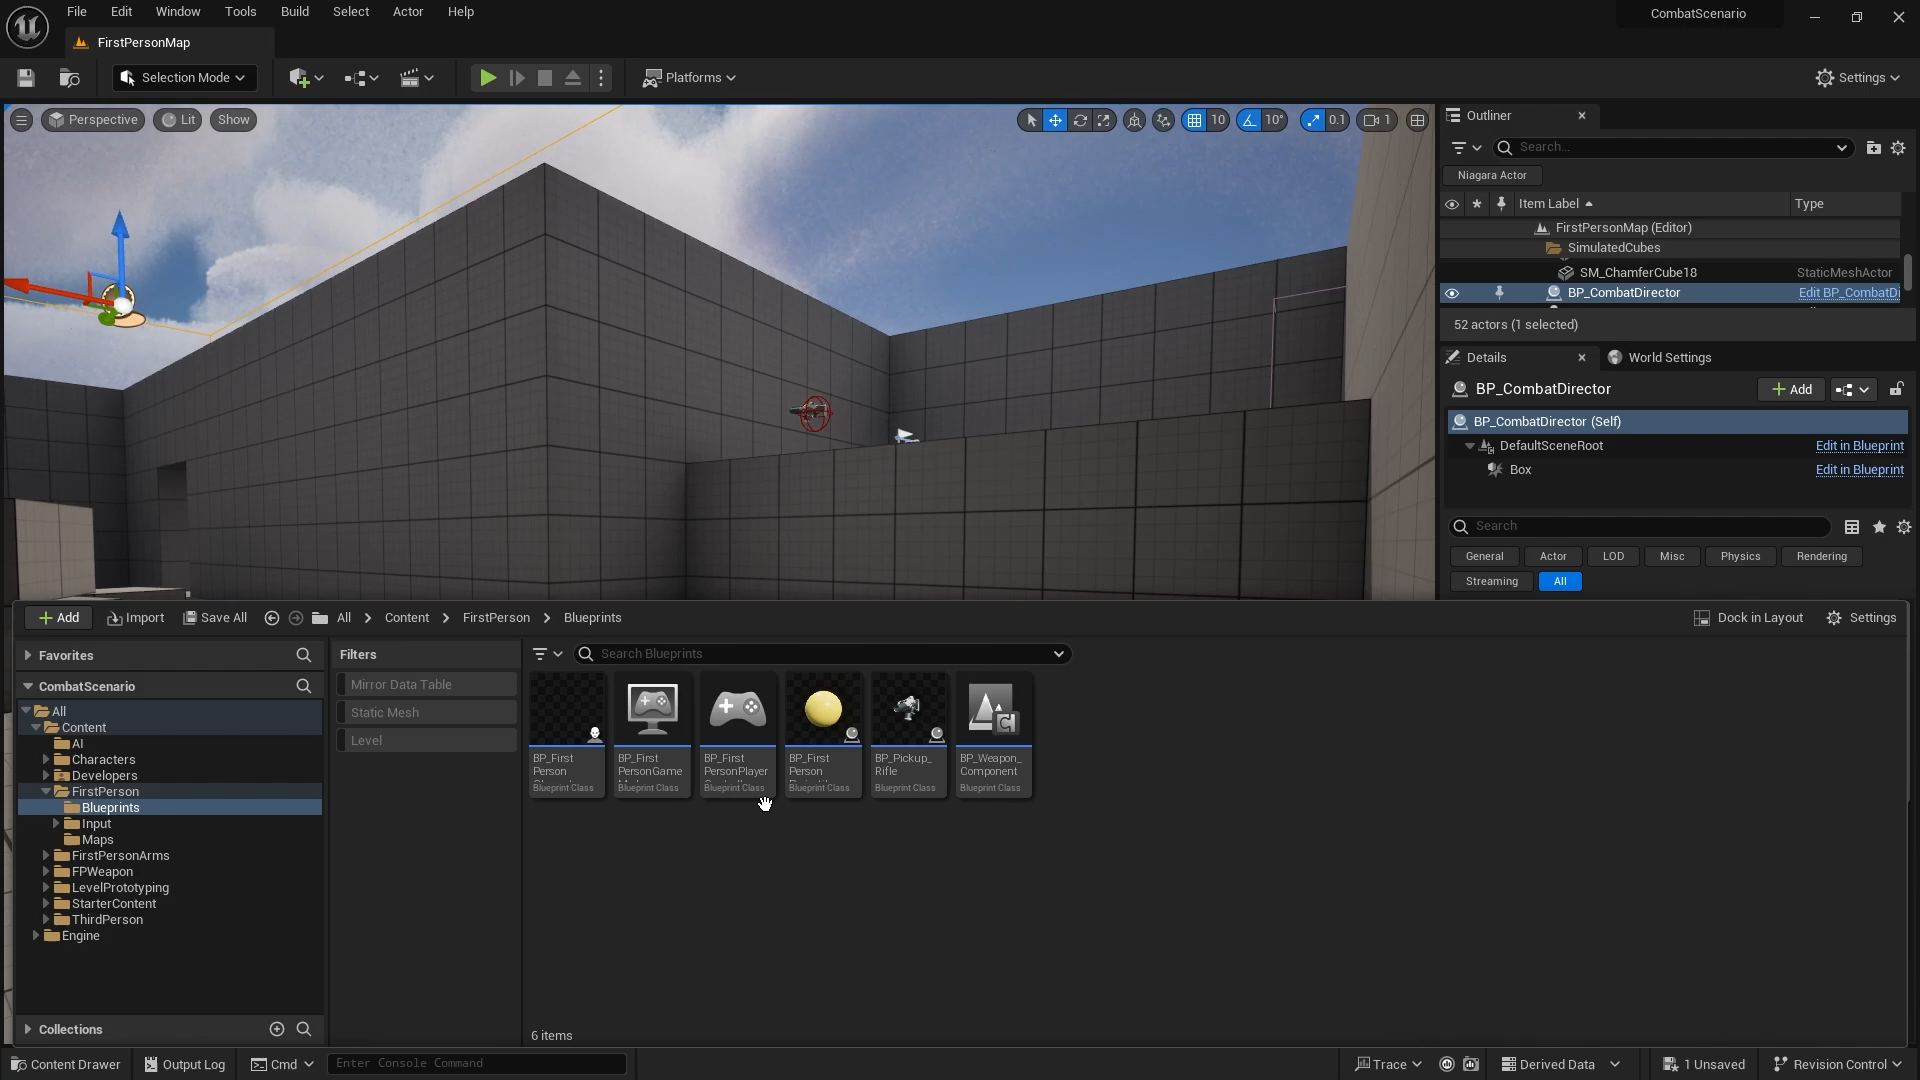 File Edit Window Tools Build Select Actor Help
CombatScenario
FirstPersonMap
Selection Mode
Platforms
Settings
Perspective Lit Show
10 10° 0.1 1
Outliner
Search...
Niagara Actor
Item Label Type
FirstPersonMap (Editor)
SimulatedCubes
SM_ChamferCube18 StaticMeshActor
BP_CombatDirector Edit BP_CombatDi
52 actors (1 selected)
Details World Settings
BP_CombatDirector
Add
BP_CombatDirector (Self)
DefaultSceneRoot Edit in Blueprint
Box Edit in Blueprint
Search
General Actor LOD Misc Physics Rendering
Streaming All
Add Import Save All All Content FirstPerson Blueprints
Dock in Layout Settings
Favorites
CombatScenario
All
Content
AI
Characters
Developers
FirstPerson
Blueprints
Input
Maps
FirstPersonArms
FPWeapon
LevelPrototyping
StarterContent
ThirdPerson
Engine
Collections
Filters
Mirror Data Table
Static Mesh
Level
Search Blueprints
BP_First
Person
Blueprint Class
BP_First
PersonGame
Blueprint Class
BP_First
PersonPlayer
Blueprint Class
BP_First
Person
Blueprint Class
BP_Pickup_
Rifle
Blueprint Class
BP_Weapon_
Component
Blueprint Class
6 items
Content Drawer Output Log Cmd Enter Console Command
Trace Derived Data 1 Unsaved Revision Control